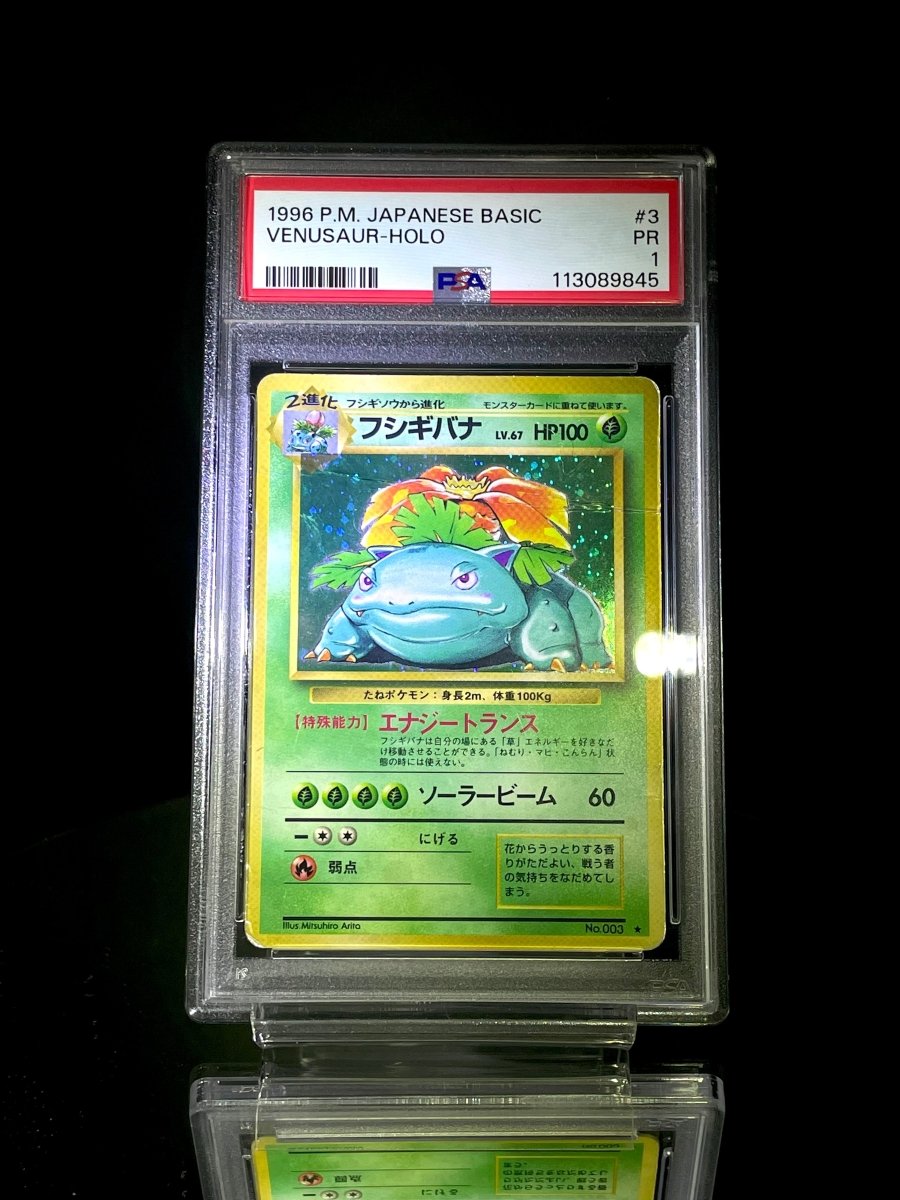 1996 P.M. JAPANESE BASIC #3
VENUSAUR-HOLO PR
1
PSA 113089845
2進化 フシギソウから進化 モンスターカードに重ねて使います。
フシギバナ LV.67 HP100
たねポケモン：身長2m、体重100Kg
【特殊能力】エナジートランス
フシギバナは自分の場にある「草」エネルギーを好きなだ
け移動させることができる。「ねむり・マヒ・こんらん」状
態の時には使えない。
ソーラービーム 60
ー にげる
弱点
花からうっとりする香
りがただよい、戦う者
の気持ちをなだめてし
まう。
Illus. Mitsuhiro Arita No.003 ★
PSA